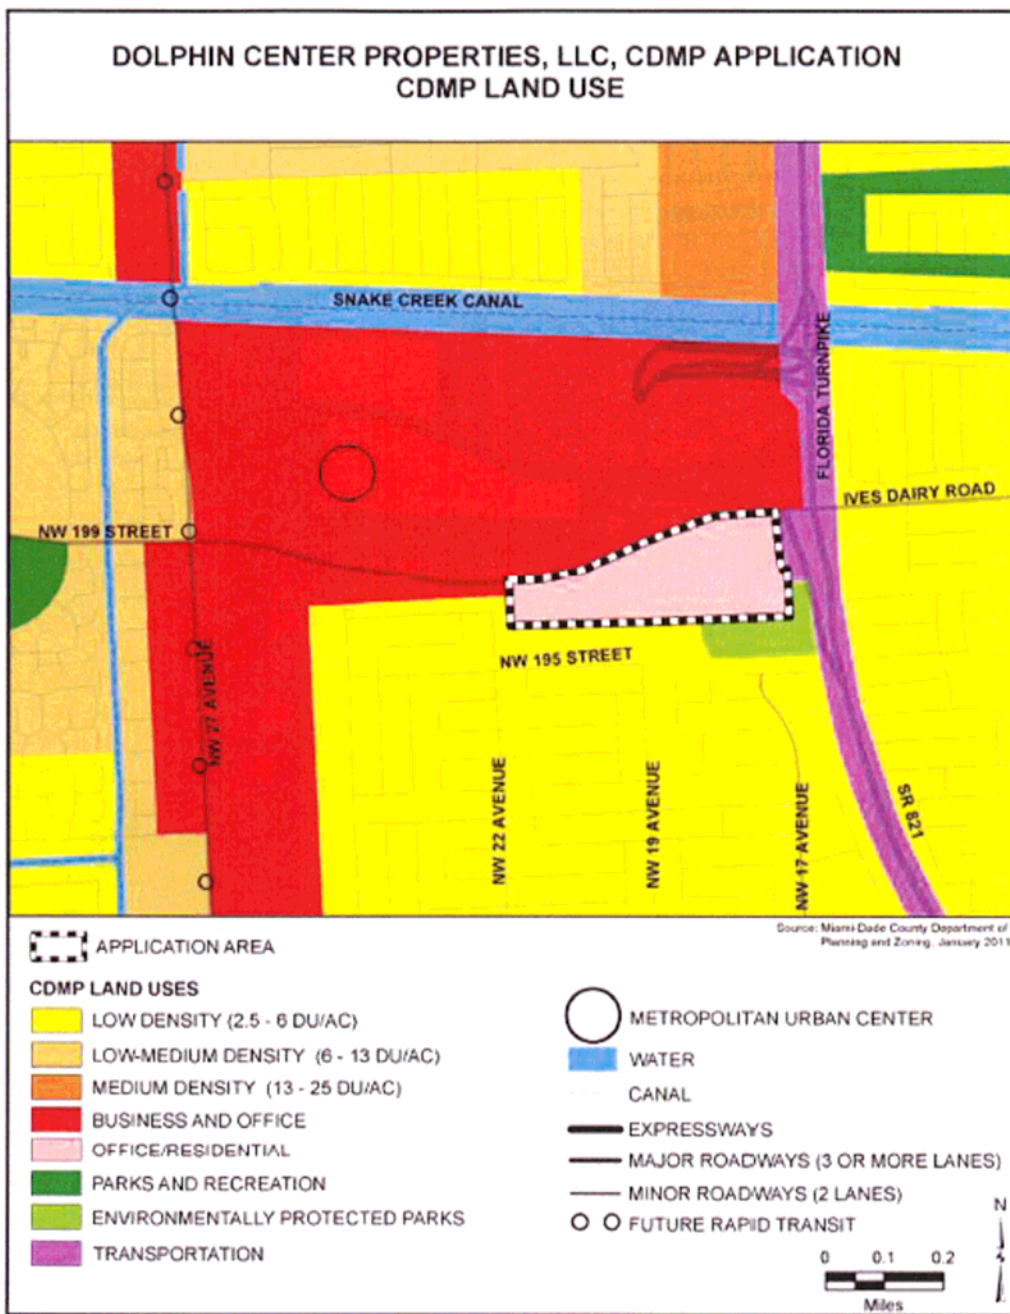 DOLPHIN CENTER PROPERTIES, LLC, CDMP APPLICATION
CDMP LAND USE
SNAKE CREEK CANAL
FLORIDA TURNPIKE
IVES DAIRY ROAD
NW 199 STREET
NW 195 STREET
NW 27 AVENUE
NW 22 AVENUE
NW 19 AVENUE
NW 17 AVENUE
SR 821
Source: Miami-Dade County Department of
Planning and Zoning, January 2011
APPLICATION AREA
CDMP LAND USES
LOW DENSITY (2.5 - 6 DU/AC)
LOW-MEDIUM DENSITY (6 - 13 DU/AC)
MEDIUM DENSITY (13 - 25 DU/AC)
BUSINESS AND OFFICE
OFFICE/RESIDENTIAL
PARKS AND RECREATION
ENVIRONMENTALLY PROTECTED PARKS
TRANSPORTATION
METROPOLITAN URBAN CENTER
WATER
CANAL
EXPRESSWAYS
MAJOR ROADWAYS (3 OR MORE LANES)
MINOR ROADWAYS (2 LANES)
FUTURE RAPID TRANSIT
N
0 0.1 0.2
Miles